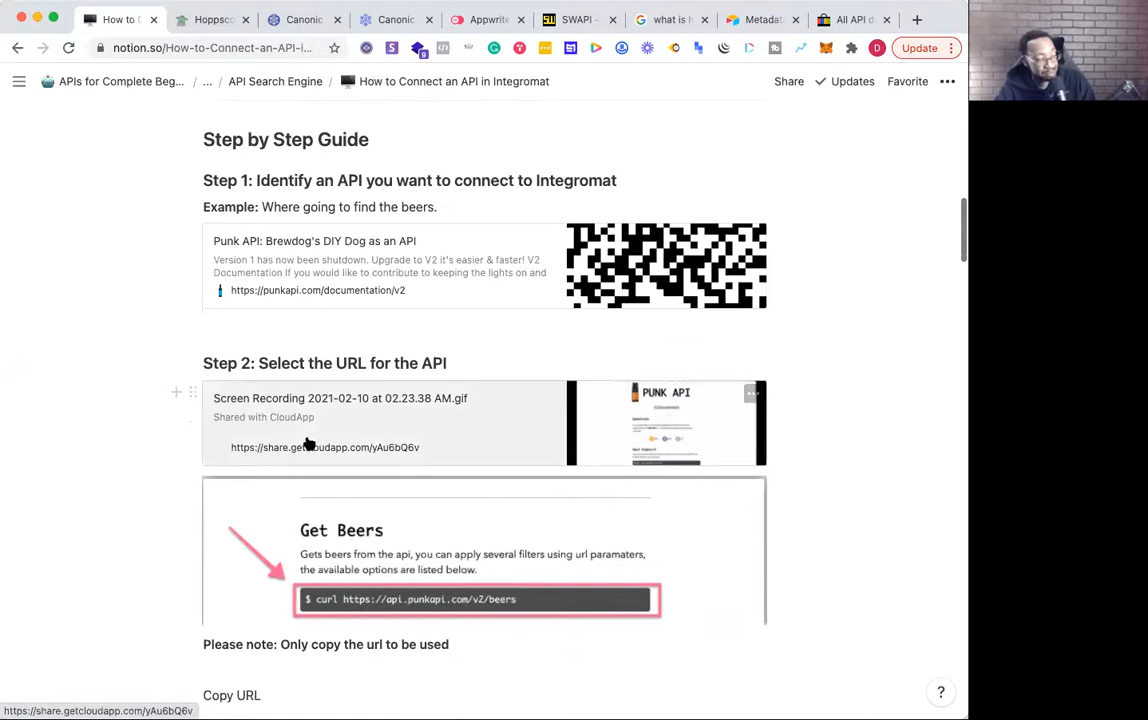 How to C
Hoppsco
Canonic
Canonic
Appwrite
SWAPI -
what is h
Metadat
All API d
notion.so/How-to-Connect-an-API-i...
Update
APIs for Complete Beg... / ... / API Search Engine / How to Connect an API in Integromat
Share
Updates
Favorite
Step by Step Guide
Step 1: Identify an API you want to connect to Integromat
Example: Where going to find the beers.
Punk API: Brewdog's DIY Dog as an API
Version 1 has now been shutdown. Upgrade to V2 it's easier & faster! V2
Documentation If you would like to contribute to keeping the lights on and
https://punkapi.com/documentation/v2
Step 2: Select the URL for the API
Screen Recording 2021-02-10 at 02.23.38 AM.gif
Shared with CloudApp
https://share.getcloudapp.com/yAu6bQ6v
PUNK API
Get Beers
Gets beers from the api, you can apply several filters using url paramaters,
the available options are listed below.
$ curl https://api.punkapi.com/v2/beers
Please note: Only copy the url to be used
Copy URL
?
https://share.getcloudapp.com/yAu6bQ6v